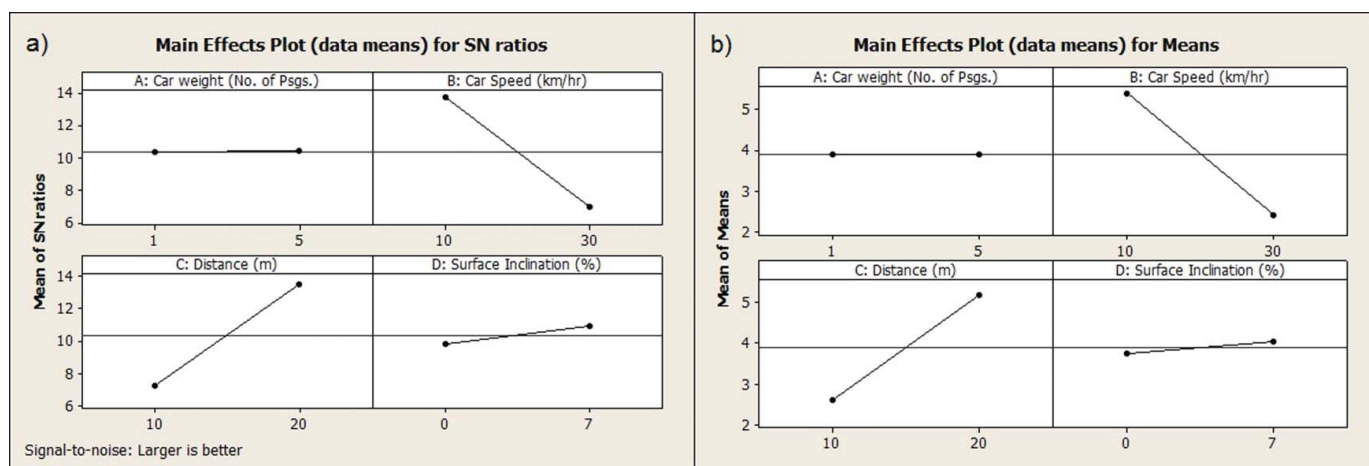 a)
Main Effects Plot (data means) for SN ratios
A: Car weight (No. of Psgs.)
B: Car Speed (km/hr)
Mean of SN ratios
14
12
10
8
6
1
5
10
30
C: Distance (m)
D: Surface Inclination (%)
14
12
10
8
6
10
20
0
7
Signal-to-noise: Larger is better
b)
Main Effects Plot (data means) for Means
A: Car weight (No. of Psgs.)
B: Car Speed (km/hr)
Mean of Means
5
4
3
2
1
5
10
30
C: Distance (m)
D: Surface Inclination (%)
5
4
3
2
10
20
0
7